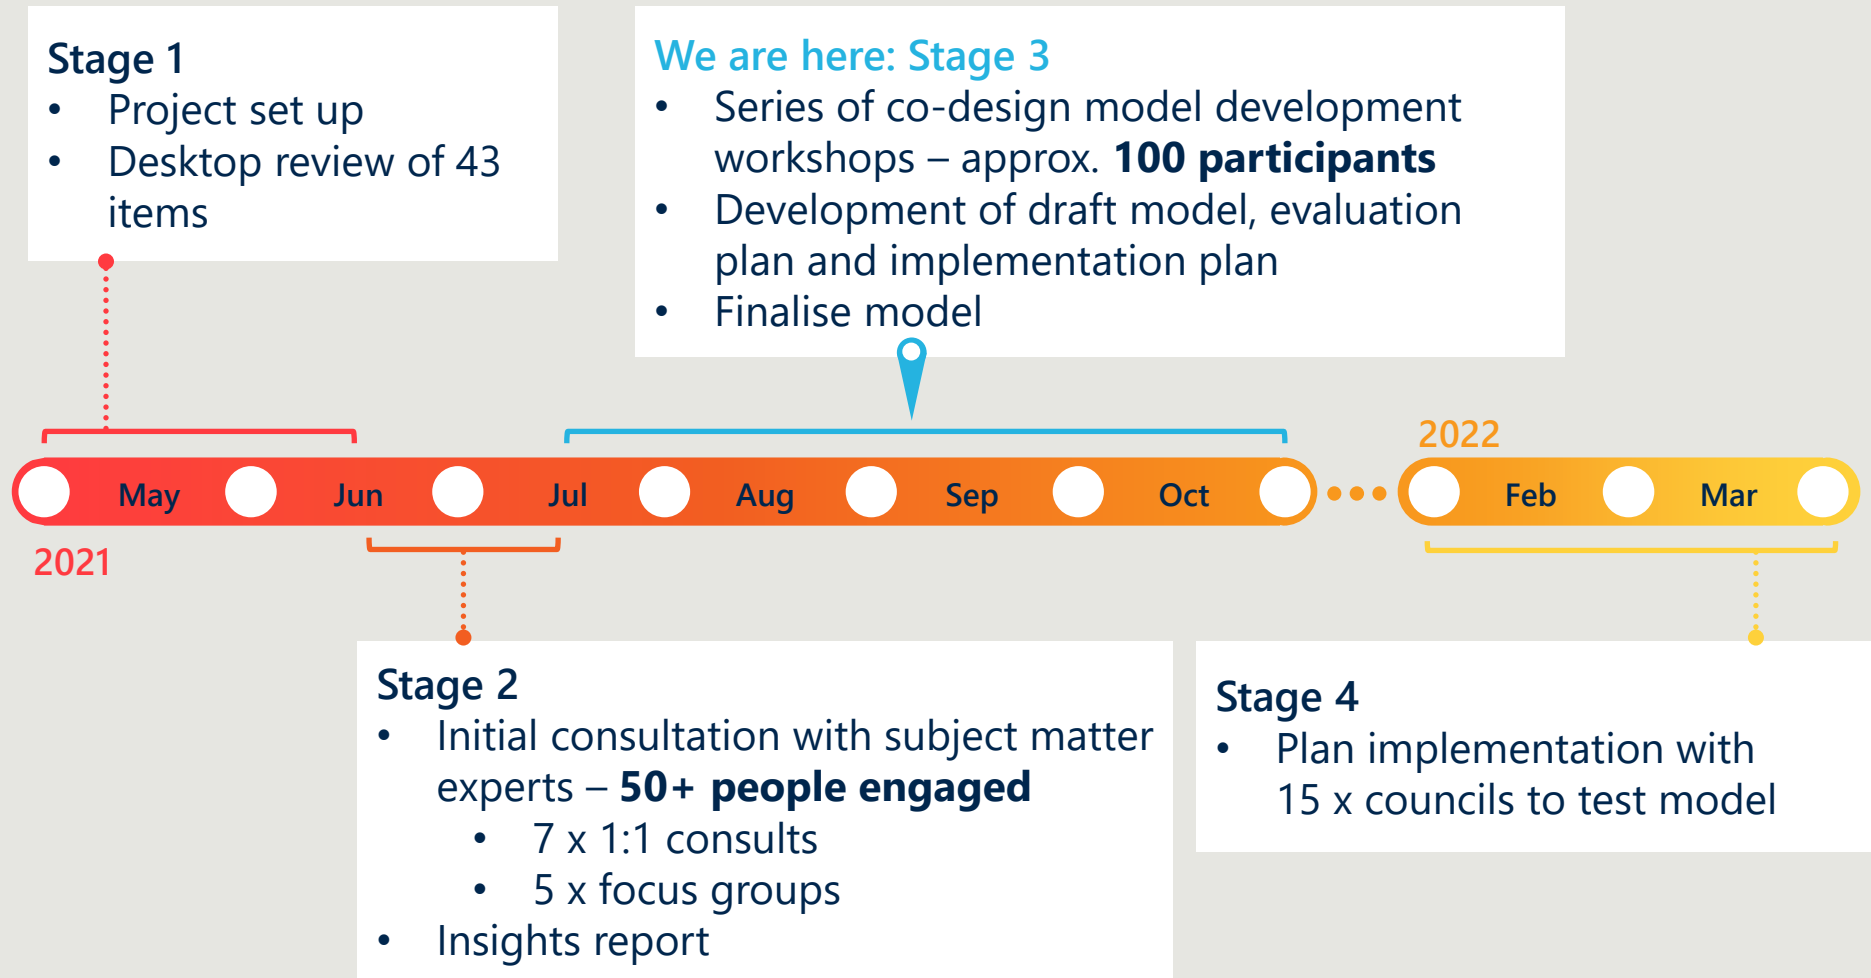 Stage 1
• Project set up
• Desktop review of 43
items
We are here: Stage 3
• Series of co-design model development
workshops – approx. 100 participants
• Development of draft model, evaluation
plan and implementation plan
• Finalise model
2022
May Jun Jul Aug Sep Oct Feb Mar
2021
Stage 2
• Initial consultation with subject matter
experts – 50+ people engaged
• 7 x 1:1 consults
• 5 x focus groups
• Insights report
Stage 4
• Plan implementation with
15 x councils to test model